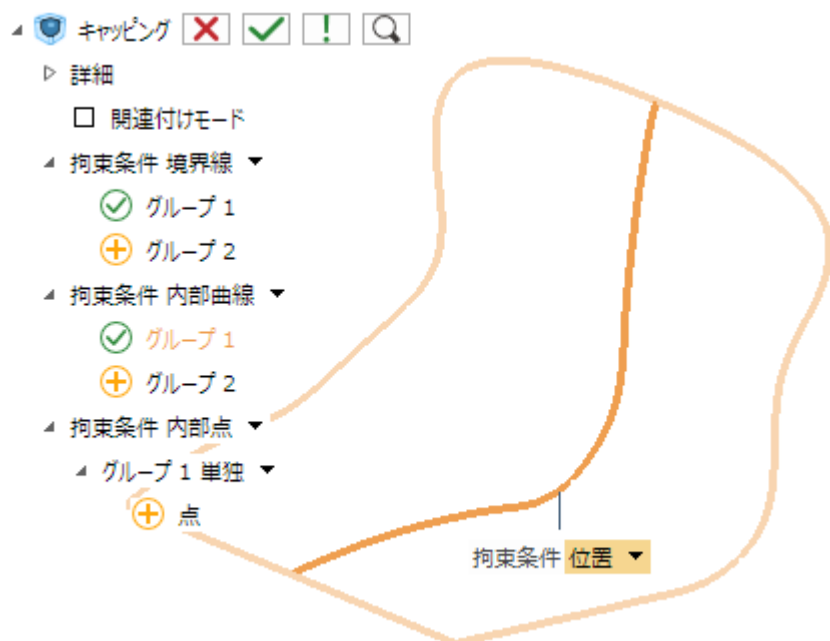 キャッピング
詳細
関連付けモード
拘束条件 境界線
グループ 1
グループ 2
拘束条件 内部曲線
グループ 1
グループ 2
拘束条件 内部点
グループ 1 単独
点
拘束条件 位置